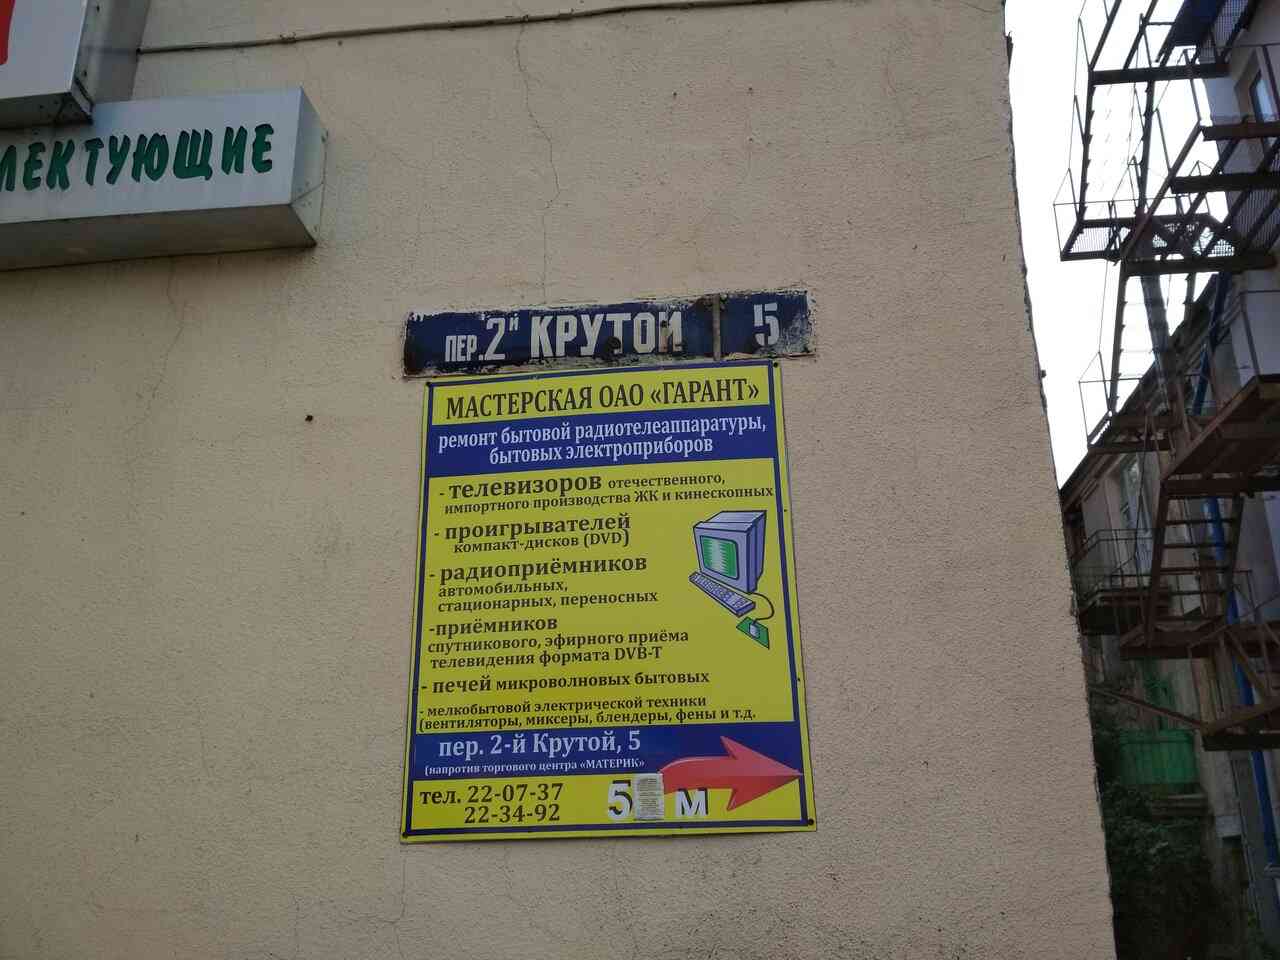 ЛЕКТУЮЩИЕ
ПЕР. 2й КРУТОЙ 5
МАСТЕРСКАЯ ОАО «ГАРАНТ»
ремонт бытовой радиотелеаппаратуры,
бытовых электроприборов
- телевизоров отечественного,
импортного производства ЖК и кинескопных
- проигрывателей
компакт-дисков (DVD)
- радиоприёмников
автомобильных,
стационарных, переносных
-приёмников
спутникового, эфирного приёма
телевидения формата DVB-T
- печей микроволновых бытовых
- мелкобытовой электрической техники
(вентиляторы, миксеры, блендеры, фены и т.д.
пер. 2-й Крутой, 5
(напротив торгового центра «МАТЕРИК»
тел. 22-07-37
22-34-92
5 м